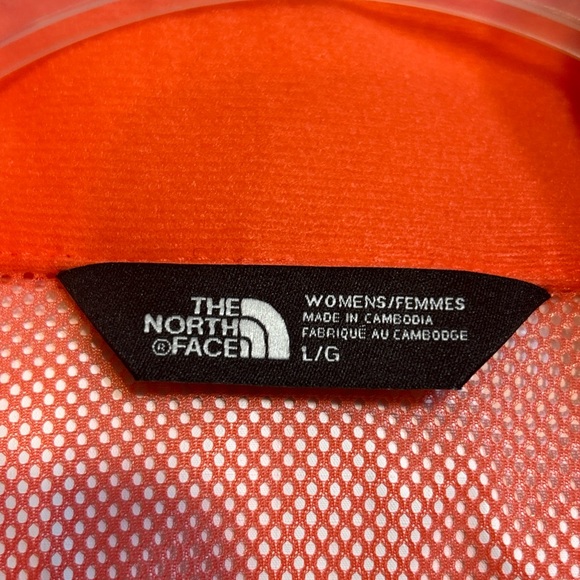 THE
NORTH
®FACE
WOMENS/FEMMES
MADE IN CAMBODIA
FABRIQUÉ AU CAMBODGE
L/G